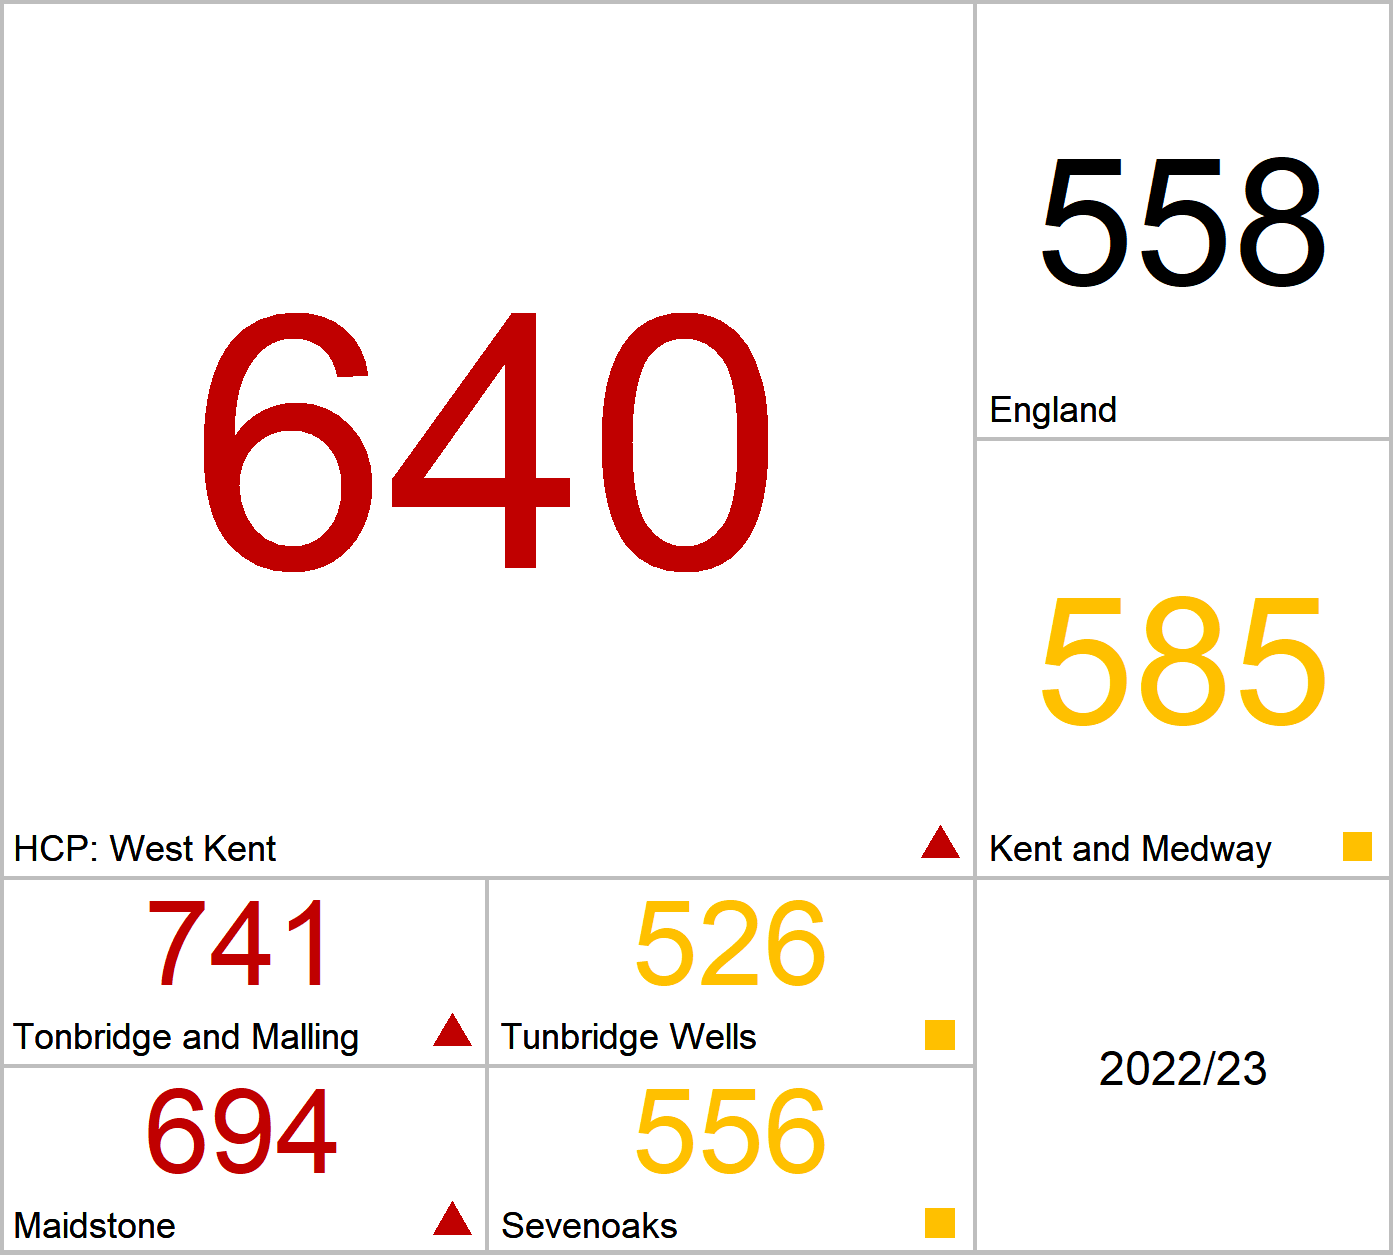 640
HCP: West Kent
558
England
585
Kent and Medway
741
Tonbridge and Malling
526
Tunbridge Wells
694
Maidstone
556
Sevenoaks
2022/23